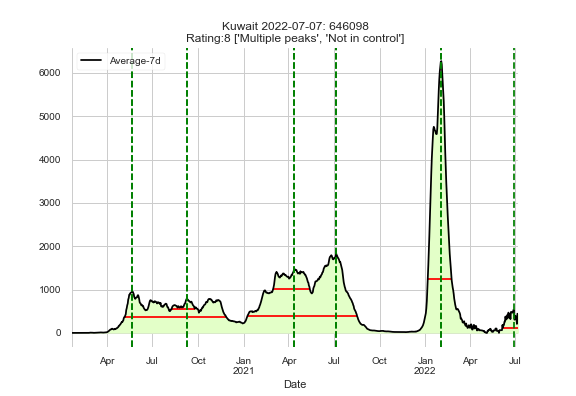 Kuwait 2022-07-07: 646098
Rating:8 ['Multiple peaks', 'Not in control']
Average-7d
6000
5000
4000
3000
2000
1000
0
Apr Jul Oct Jan Apr Jul Oct Jan Apr Jul
2021 2022
Date